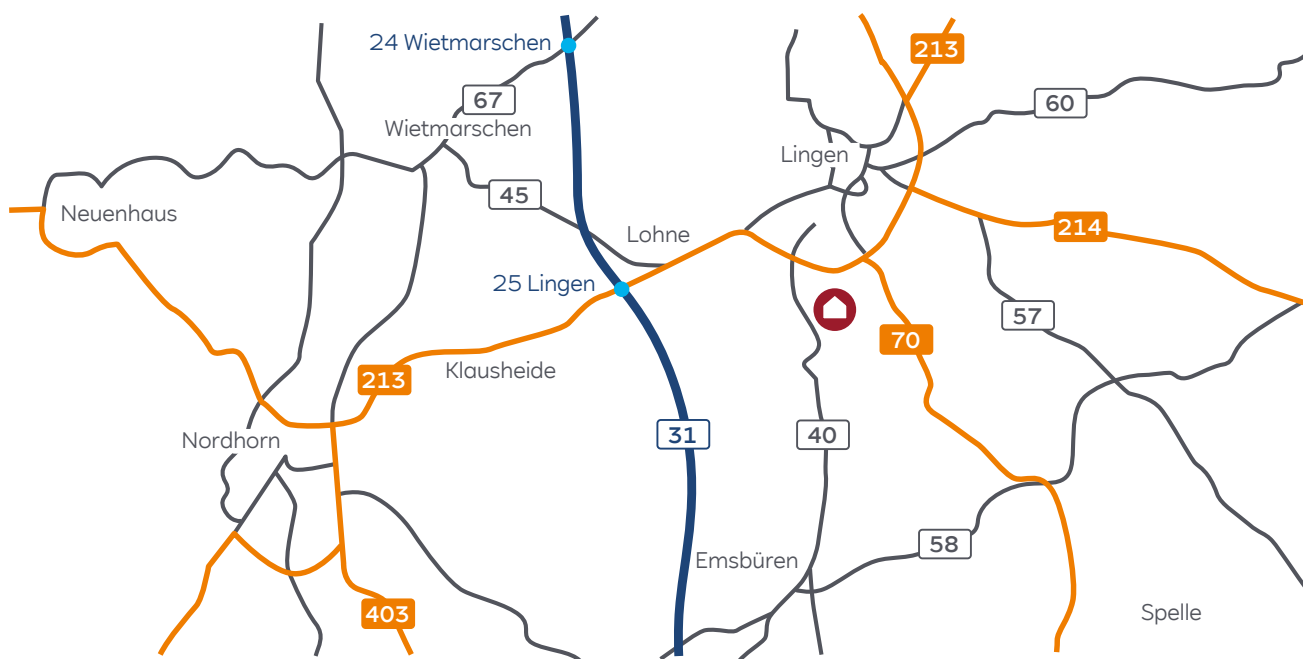 24 Wietmarschen
213
67
60
Wietmarschen
Lingen
45
Neuenhaus
214
Lohne
25 Lingen
57
70
213
Klausheide
Nordhorn
31
40
58
Emsbüren
403
Spelle